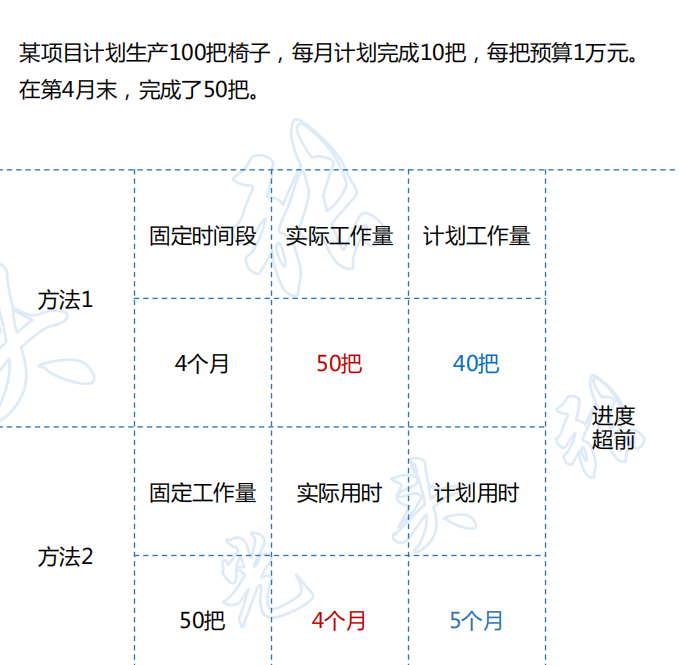 某项目计划生产100把椅子，每月计划完成10把，每把预算1万元。
在第4月末，完成了50把。
固定时间段 实际工作量 计划工作量
方法1
4个月 50把 40把
进度
超前
固定工作量 实际用时 计划用时
方法2
50把 4个月 5个月